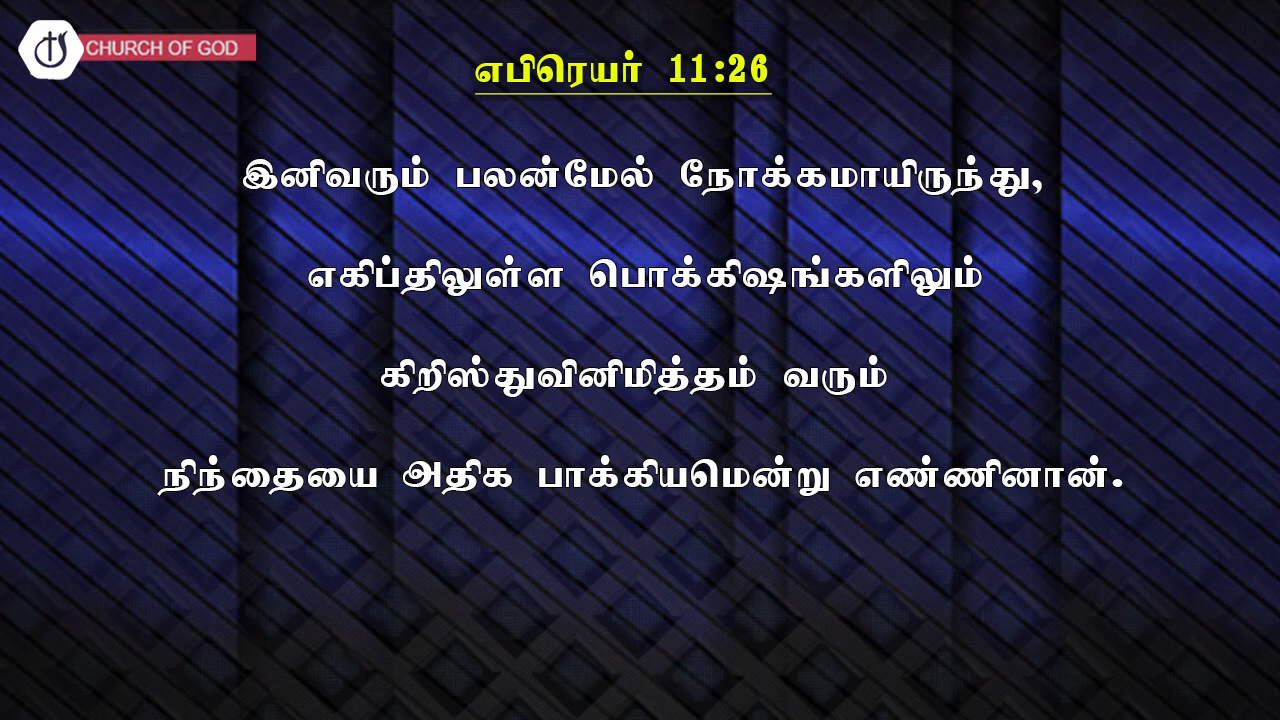 CHURCH OF GOD
எபிரெயர் 11:26
இனிவரும் பலன்மேல் நோக்கமாயிருந்து,
எகிப்திலுள்ள பொக்கிஷங்களிலும்
கிறிஸ்துவினிமித்தம் வரும்
நிந்தையை அதிக பாக்கியமென்று எண்ணினான்.